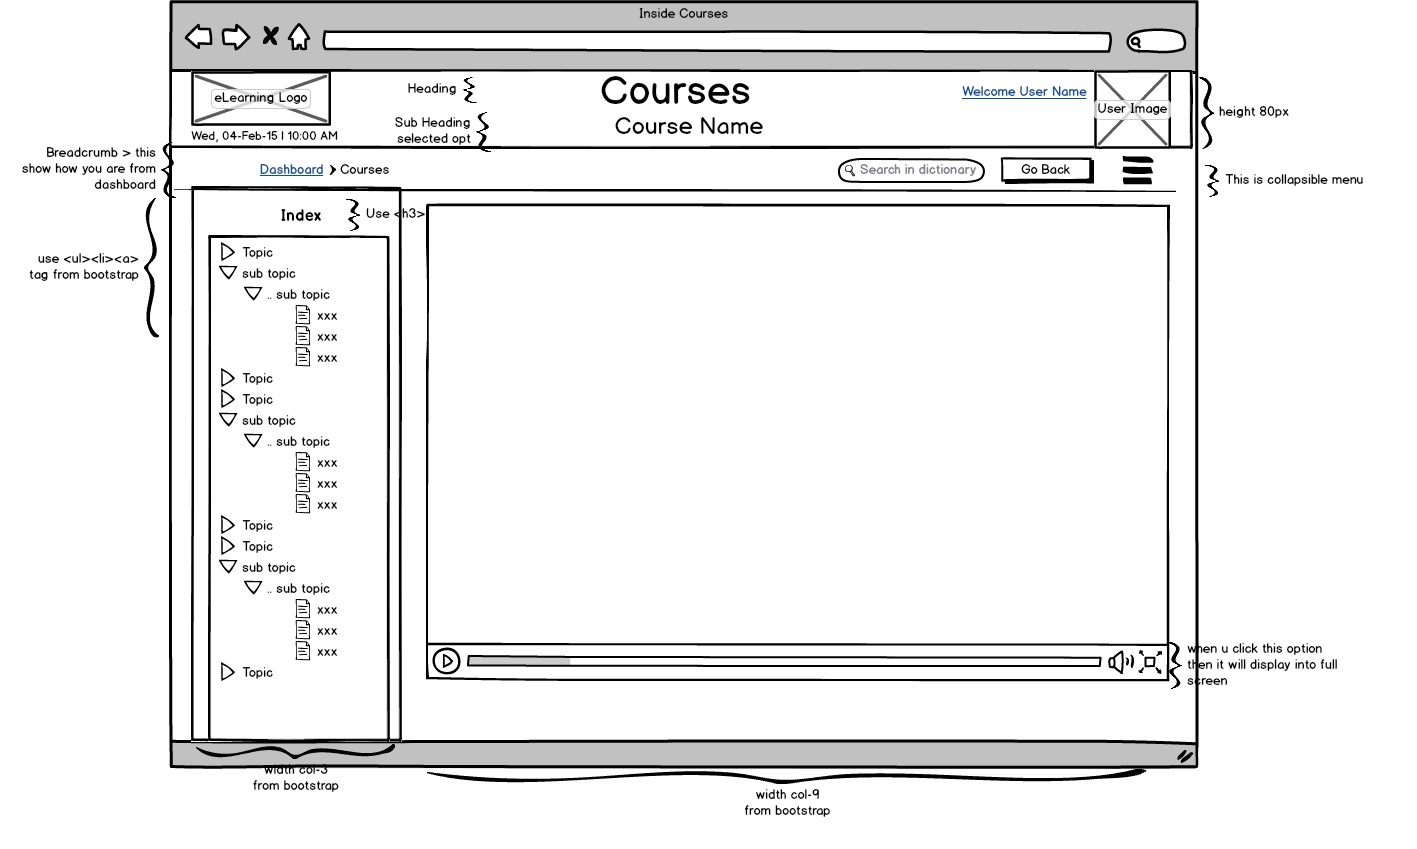 Inside Courses
eLearning Logo
Wed, 04-Feb-15 I 10:00 AM
Heading
Sub Heading
selected opt
Courses
Course Name
Welcome User Name
User Image
height 80px
Breadcrumb > this
show how you are from
dashboard
Dashboard
Courses
Search in dictionary
Go Back
This is collapsible menu
Index
Use <h3>
use <ul><li><a>
tag from bootstrap
Topic
sub topic
.. sub topic
xxx
xxx
xxx
Topic
Topic
sub topic
.. sub topic
xxx
xxx
xxx
Topic
Topic
sub topic
.. sub topic
xxx
xxx
xxx
Topic
when u click this option
then it will display into full
screen
width col-3
from bootstrap
width col-9
from bootstrap